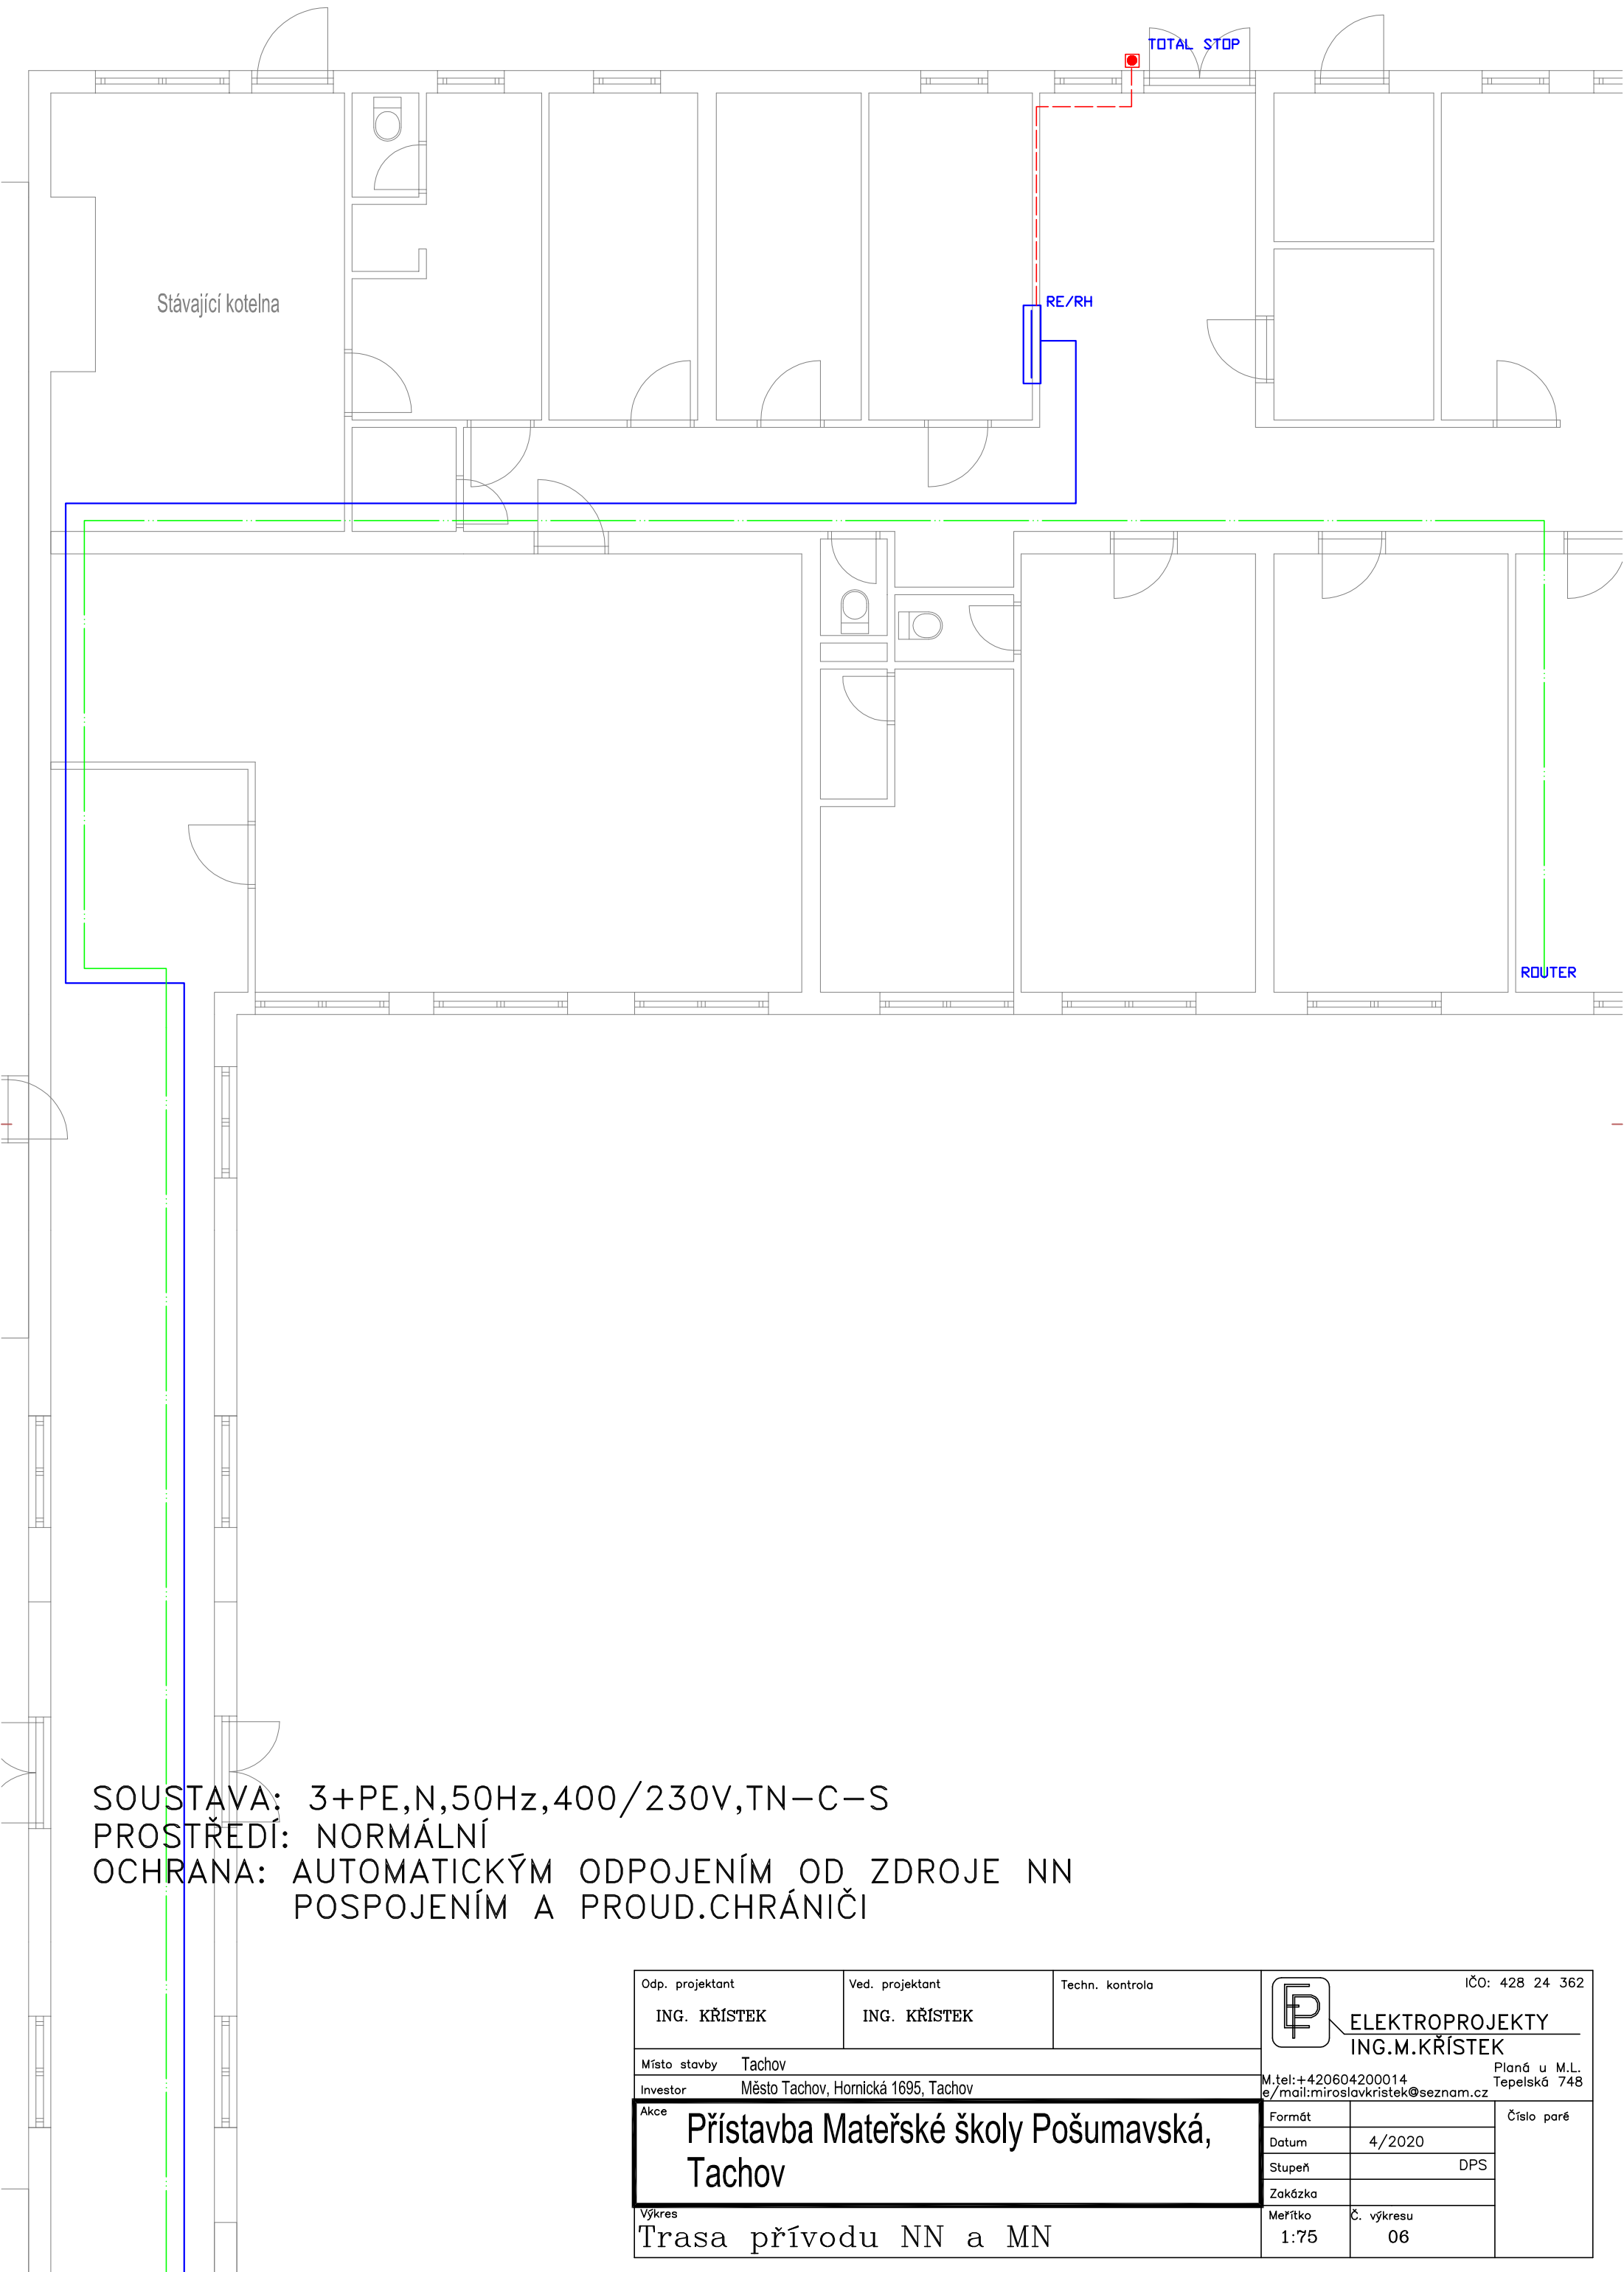 TOTAL STOP
RE/RH
Stávající kotelna
ROUTER
SOUSTAVA: 3+PE,N,50Hz,400/230V,TN-C-S
PROSTŘEDÍ: NORMÁLNÍ
OCHRANA: AUTOMATICKÝM ODPOJENÍM OD ZDROJE NN
POSPOJENÍM A PROUD.CHRÁNIČI
Odp. projektant
ING. KŘÍSTEK
Ved. projektant
ING. KŘÍSTEK
Techn. kontrola
IČO: 428 24 362
ELEKTROPROJEKTY
ING.M.KŘÍSTEK
Planá u M.L.
Tepelská 748
M.tel:+420604200014
e/mail:miroslavkristek@seznam.cz
Místo stavby Tachov
Investor Město Tachov, Hornická 1695, Tachov
Akce
Přístavba Mateřské školy Pošumavská,
Tachov
Formát
Číslo paré
Datum 4/2020
Stupeň DPS
Zakázka
Výkres
Trasa přívodu NN a MN
Meřítko
1:75
Č. výkresu
06